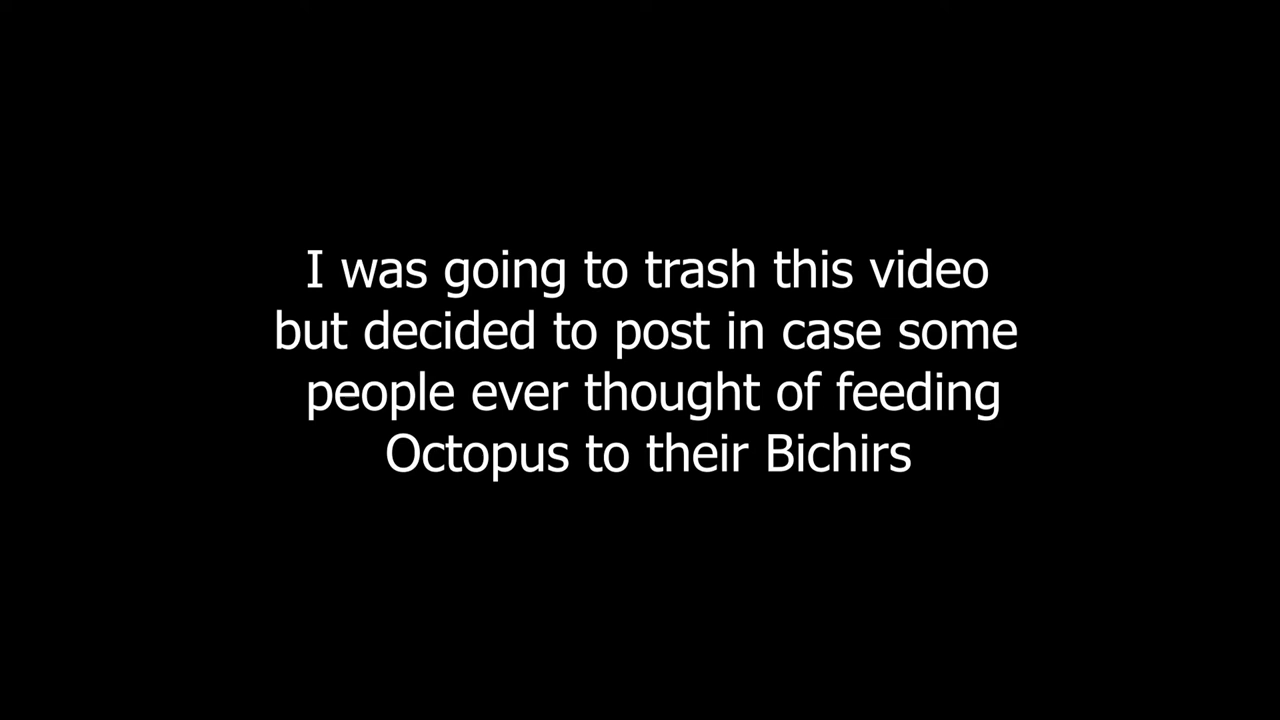 I was going to trash this video
but decided to post in case some
people ever thought of feeding
Octopus to their Bichirs